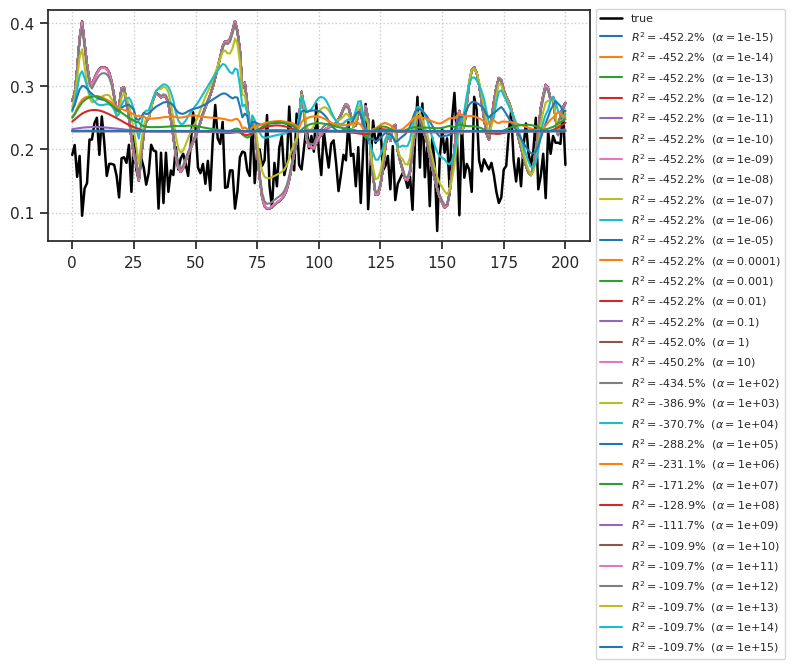 0.4
0.3
0.2
0.1
0 25 50 75 100 125 150 175 200
true
R² = -452.2% (α = 1e-15)
R² = -452.2% (α = 1e-14)
R² = -452.2% (α = 1e-13)
R² = -452.2% (α = 1e-12)
R² = -452.2% (α = 1e-11)
R² = -452.2% (α = 1e-10)
R² = -452.2% (α = 1e-09)
R² = -452.2% (α = 1e-08)
R² = -452.2% (α = 1e-07)
R² = -452.2% (α = 1e-06)
R² = -452.2% (α = 1e-05)
R² = -452.2% (α = 0.0001)
R² = -452.2% (α = 0.001)
R² = -452.2% (α = 0.01)
R² = -452.2% (α = 0.1)
R² = -452.0% (α = 1)
R² = -450.2% (α = 10)
R² = -434.5% (α = 1e+02)
R² = -386.9% (α = 1e+03)
R² = -370.7% (α = 1e+04)
R² = -288.2% (α = 1e+05)
R² = -231.1% (α = 1e+06)
R² = -171.2% (α = 1e+07)
R² = -128.9% (α = 1e+08)
R² = -111.7% (α = 1e+09)
R² = -109.9% (α = 1e+10)
R² = -109.7% (α = 1e+11)
R² = -109.7% (α = 1e+12)
R² = -109.7% (α = 1e+13)
R² = -109.7% (α = 1e+14)
R² = -109.7% (α = 1e+15)